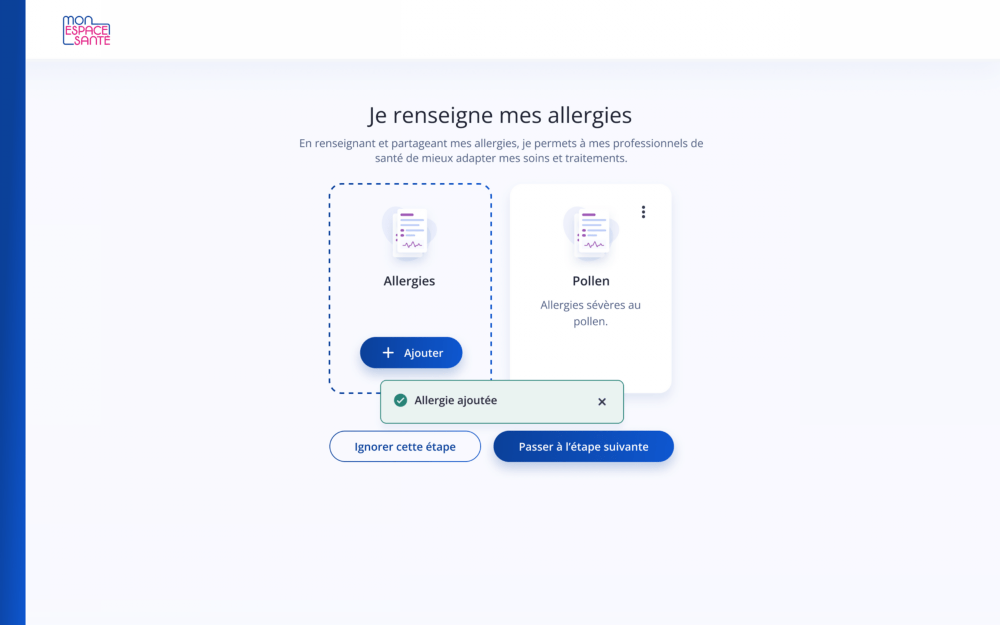 mon
ESPACE
SANTÉ
Je renseigne mes allergies
En renseignant et partageant mes allergies, je permets à mes professionnels de
santé de mieux adapter mes soins et traitements.
Allergies
Ajouter
Pollen
Allergies sévères au
pollen.
Allergie ajoutée
Ignorer cette étape
Passer à l’étape suivante